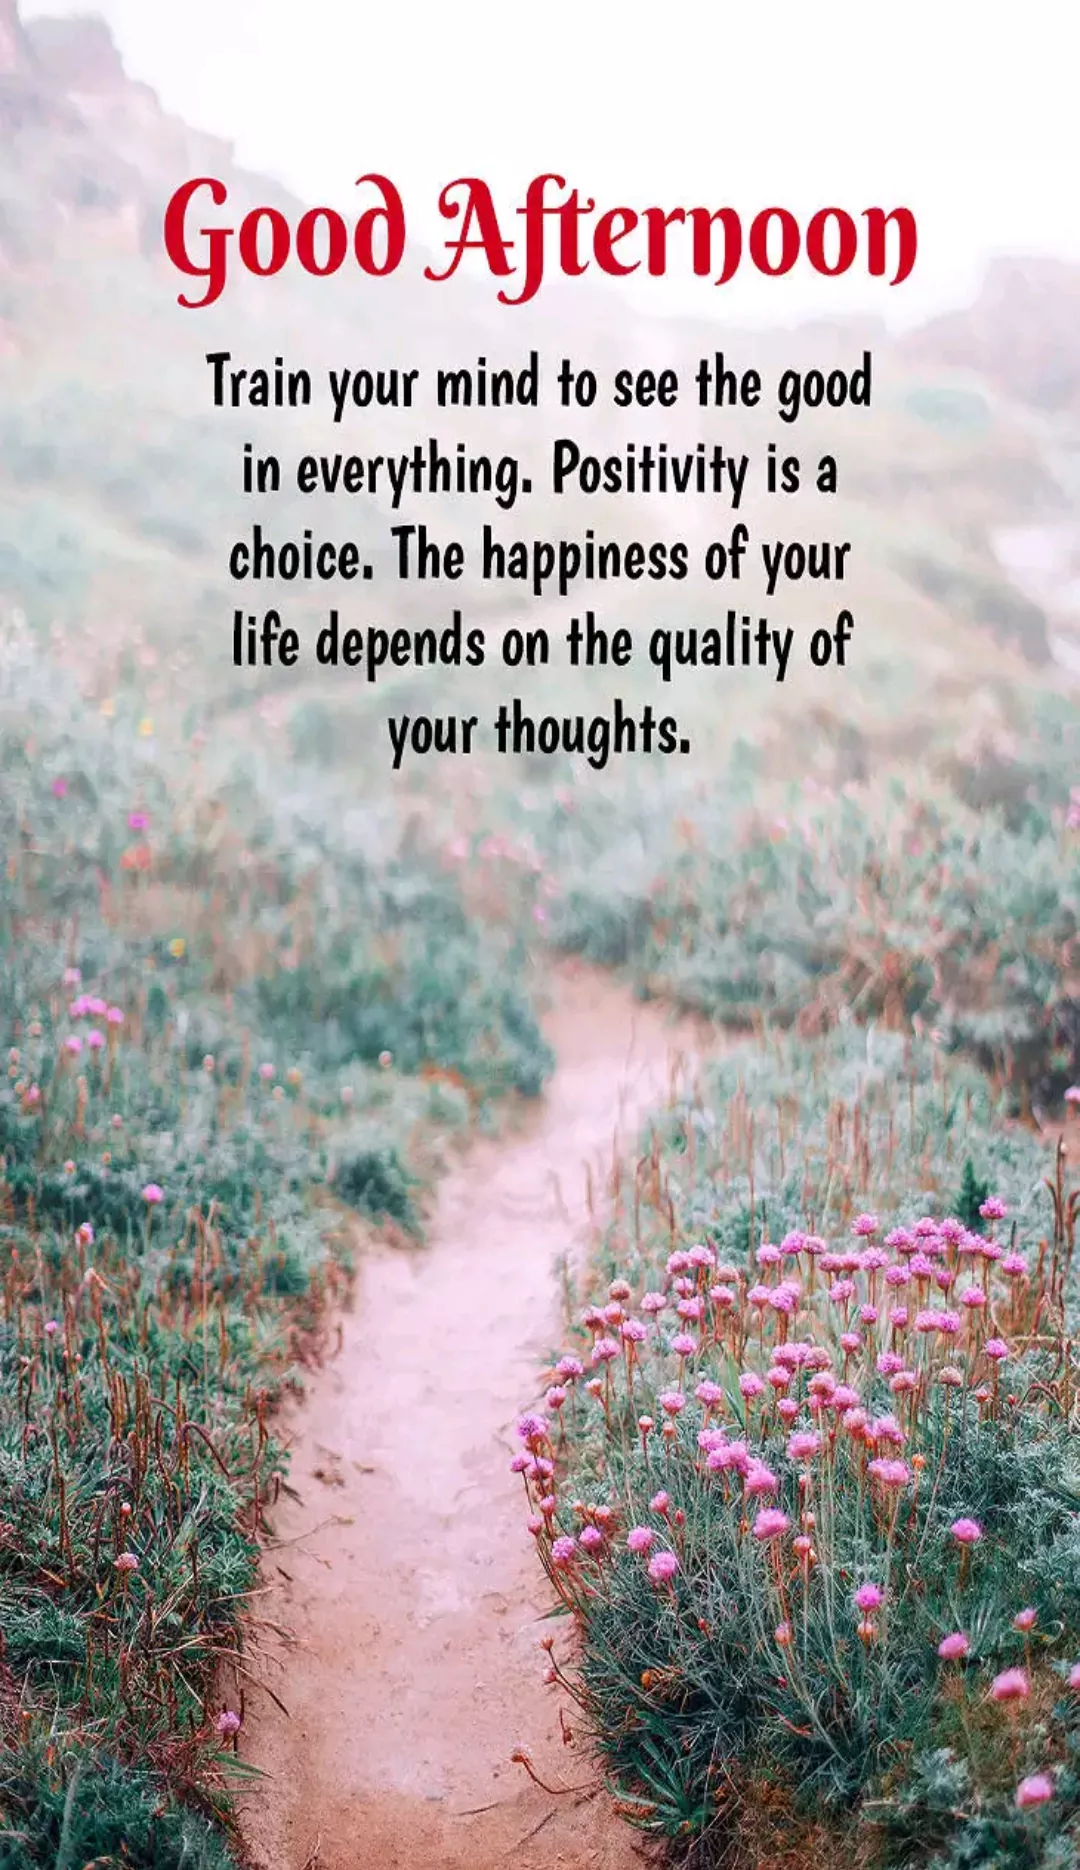 Good Afternoon
Train your mind to see the good
in everything. Positivity is a
choice. The happiness of your
life depends on the quality of
your thoughts.